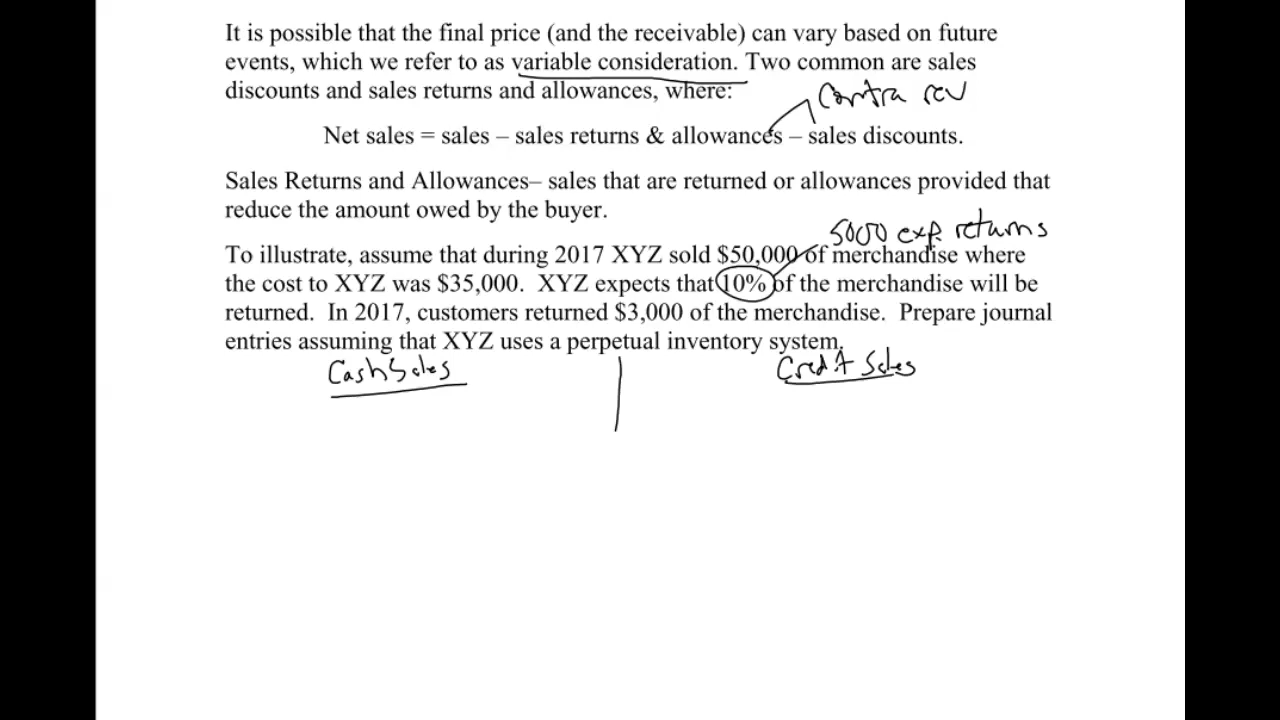 It is possible that the final price (and the receivable) can vary based on future
events, which we refer to as variable consideration. Two common are sales
discounts and sales returns and allowances, where:
Contra rev
Net sales = sales – sales returns & allowances – sales discounts.
Sales Returns and Allowances– sales that are returned or allowances provided that
reduce the amount owed by the buyer.
5000 exp. returns
To illustrate, assume that during 2017 XYZ sold $50,000 of merchandise where
the cost to XYZ was $35,000. XYZ expects that 10% of the merchandise will be
returned. In 2017, customers returned $3,000 of the merchandise. Prepare journal
entries assuming that XYZ uses a perpetual inventory system.
Cash Sales
Credit Sales